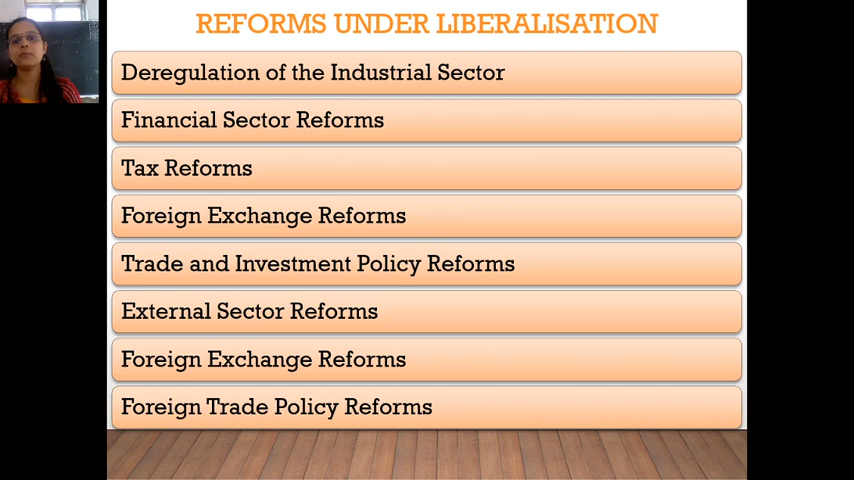 REFORMS UNDER LIBERALISATION
Deregulation of the Industrial Sector
Financial Sector Reforms
Tax Reforms
Foreign Exchange Reforms
Trade and Investment Policy Reforms
External Sector Reforms
Foreign Exchange Reforms
Foreign Trade Policy Reforms